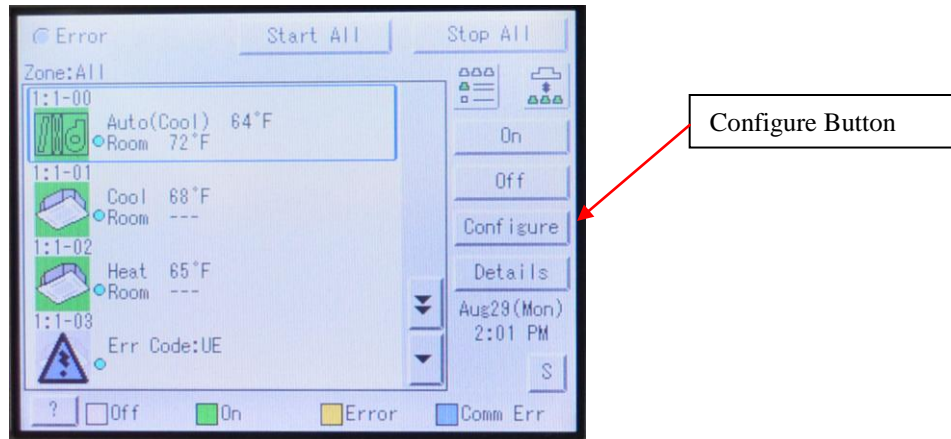 Error
Start All
Stop All
Zone:All
1:1-00
Auto(Cool) 64°F
Room 72°F
1:1-01
Cool 68°F
Room ---
1:1-02
Heat 65°F
Room ---
1:1-03
Err Code:UE
On
Off
Configure
Details
Aug29(Mon)
2:01 PM
S
? Off On Error Comm Err
Configure Button